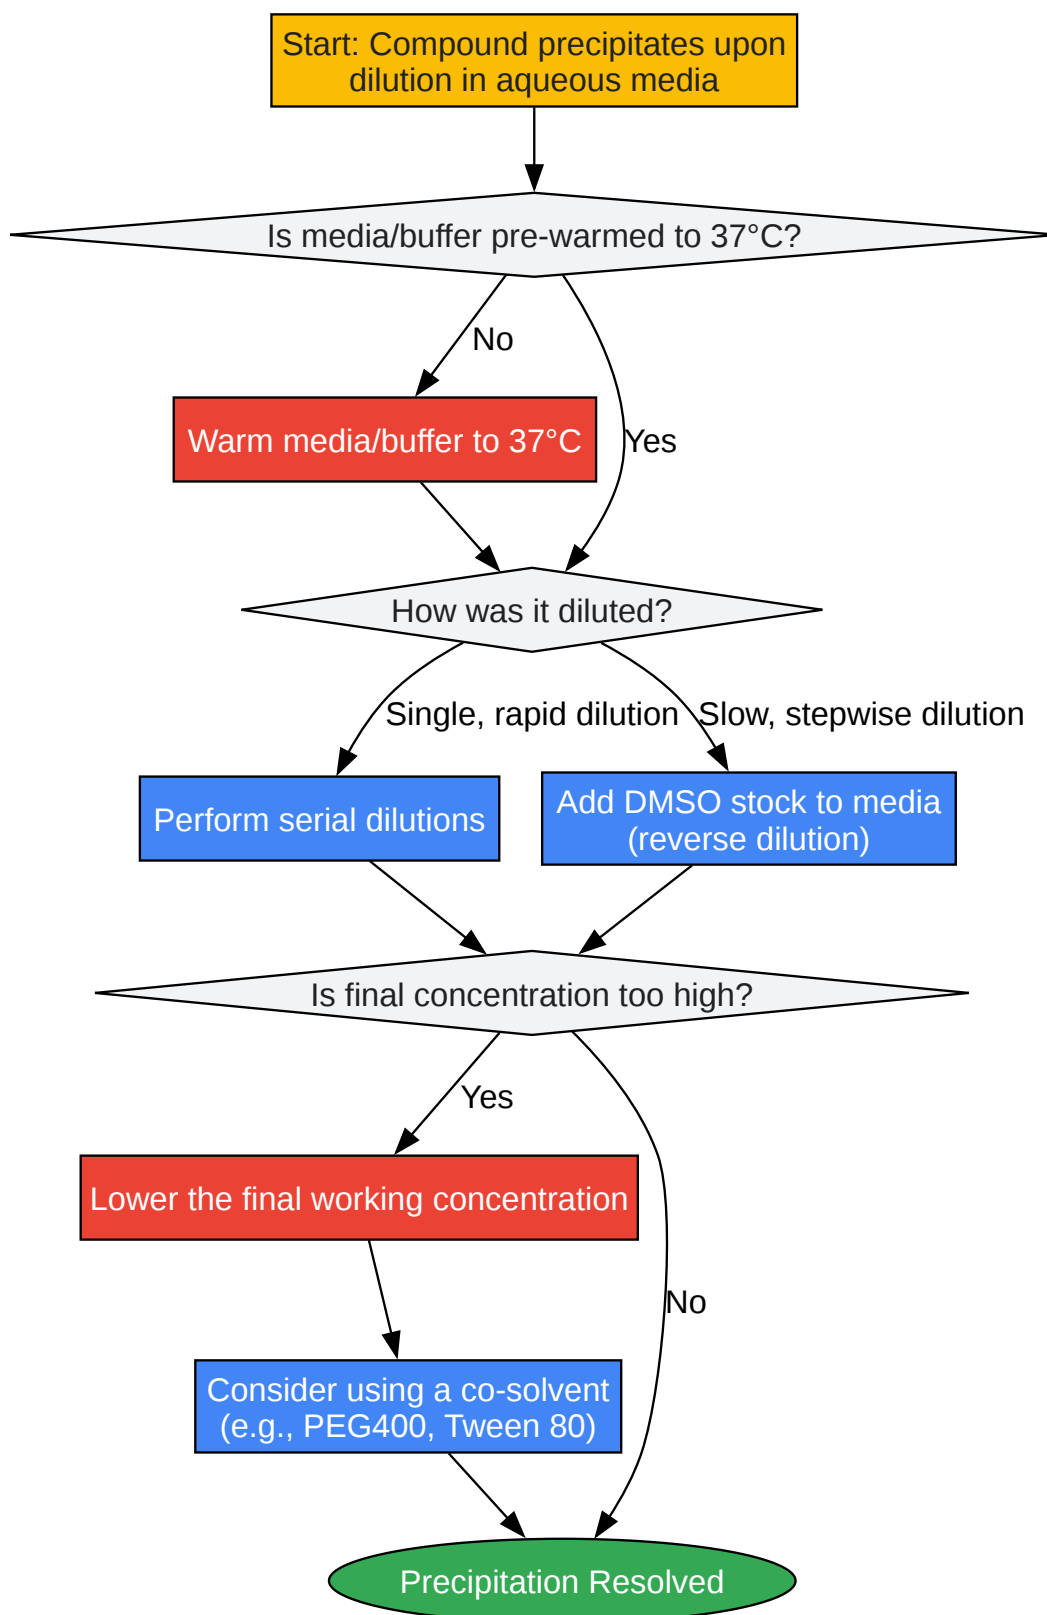 Start: Compound precipitates upon
dilution in aqueous media
Is media/buffer pre-warmed to 37°C?
No
Warm media/buffer to 37°C
Yes
How was it diluted?
Single, rapid dilution
Slow, stepwise dilution
Perform serial dilutions
Add DMSO stock to media
(reverse dilution)
Is final concentration too high?
Yes
Lower the final working concentration
No
Consider using a co-solvent
(e.g., PEG400, Tween 80)
Precipitation Resolved